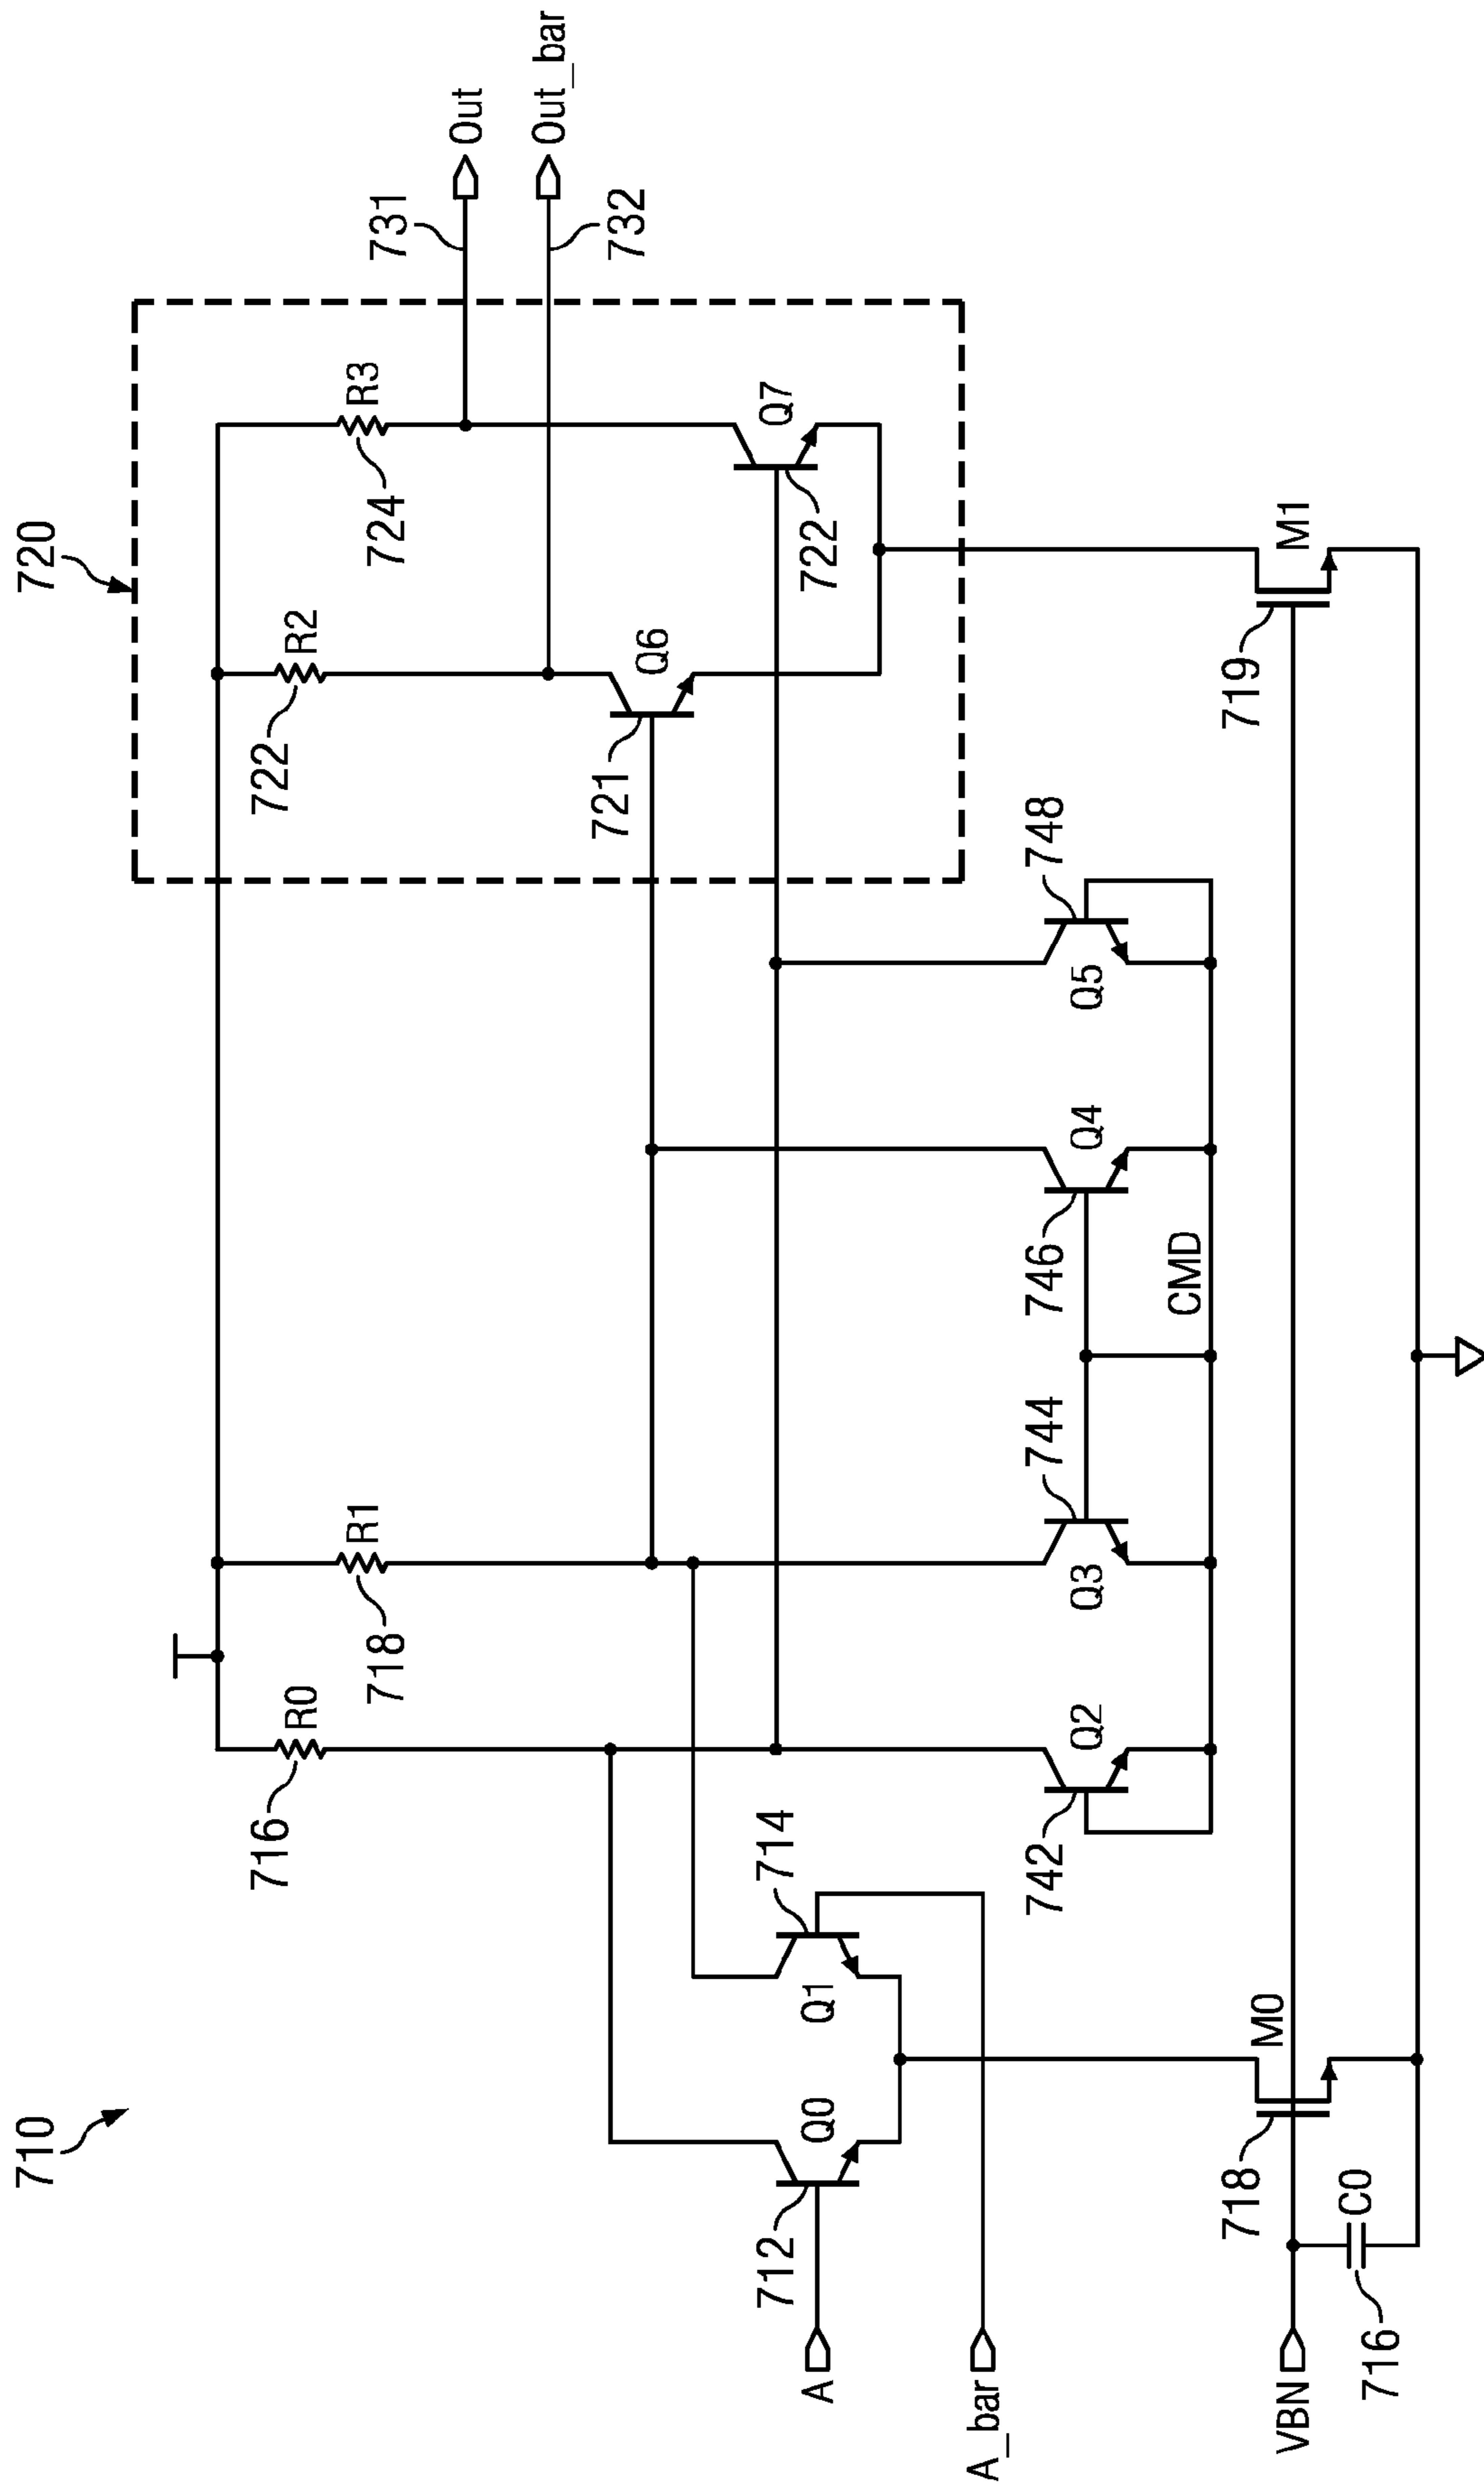 710
720
R0
716
R1
718
R2
722
R3
724
731
Out
Out_bar
732
Q6
721
Q7
722
A
712
Q0
Q1
714
A_bar
742
Q2
Q3
744
746
Q4
Q5
748
CMD
VBN
718
M0
C0
716
719
M1